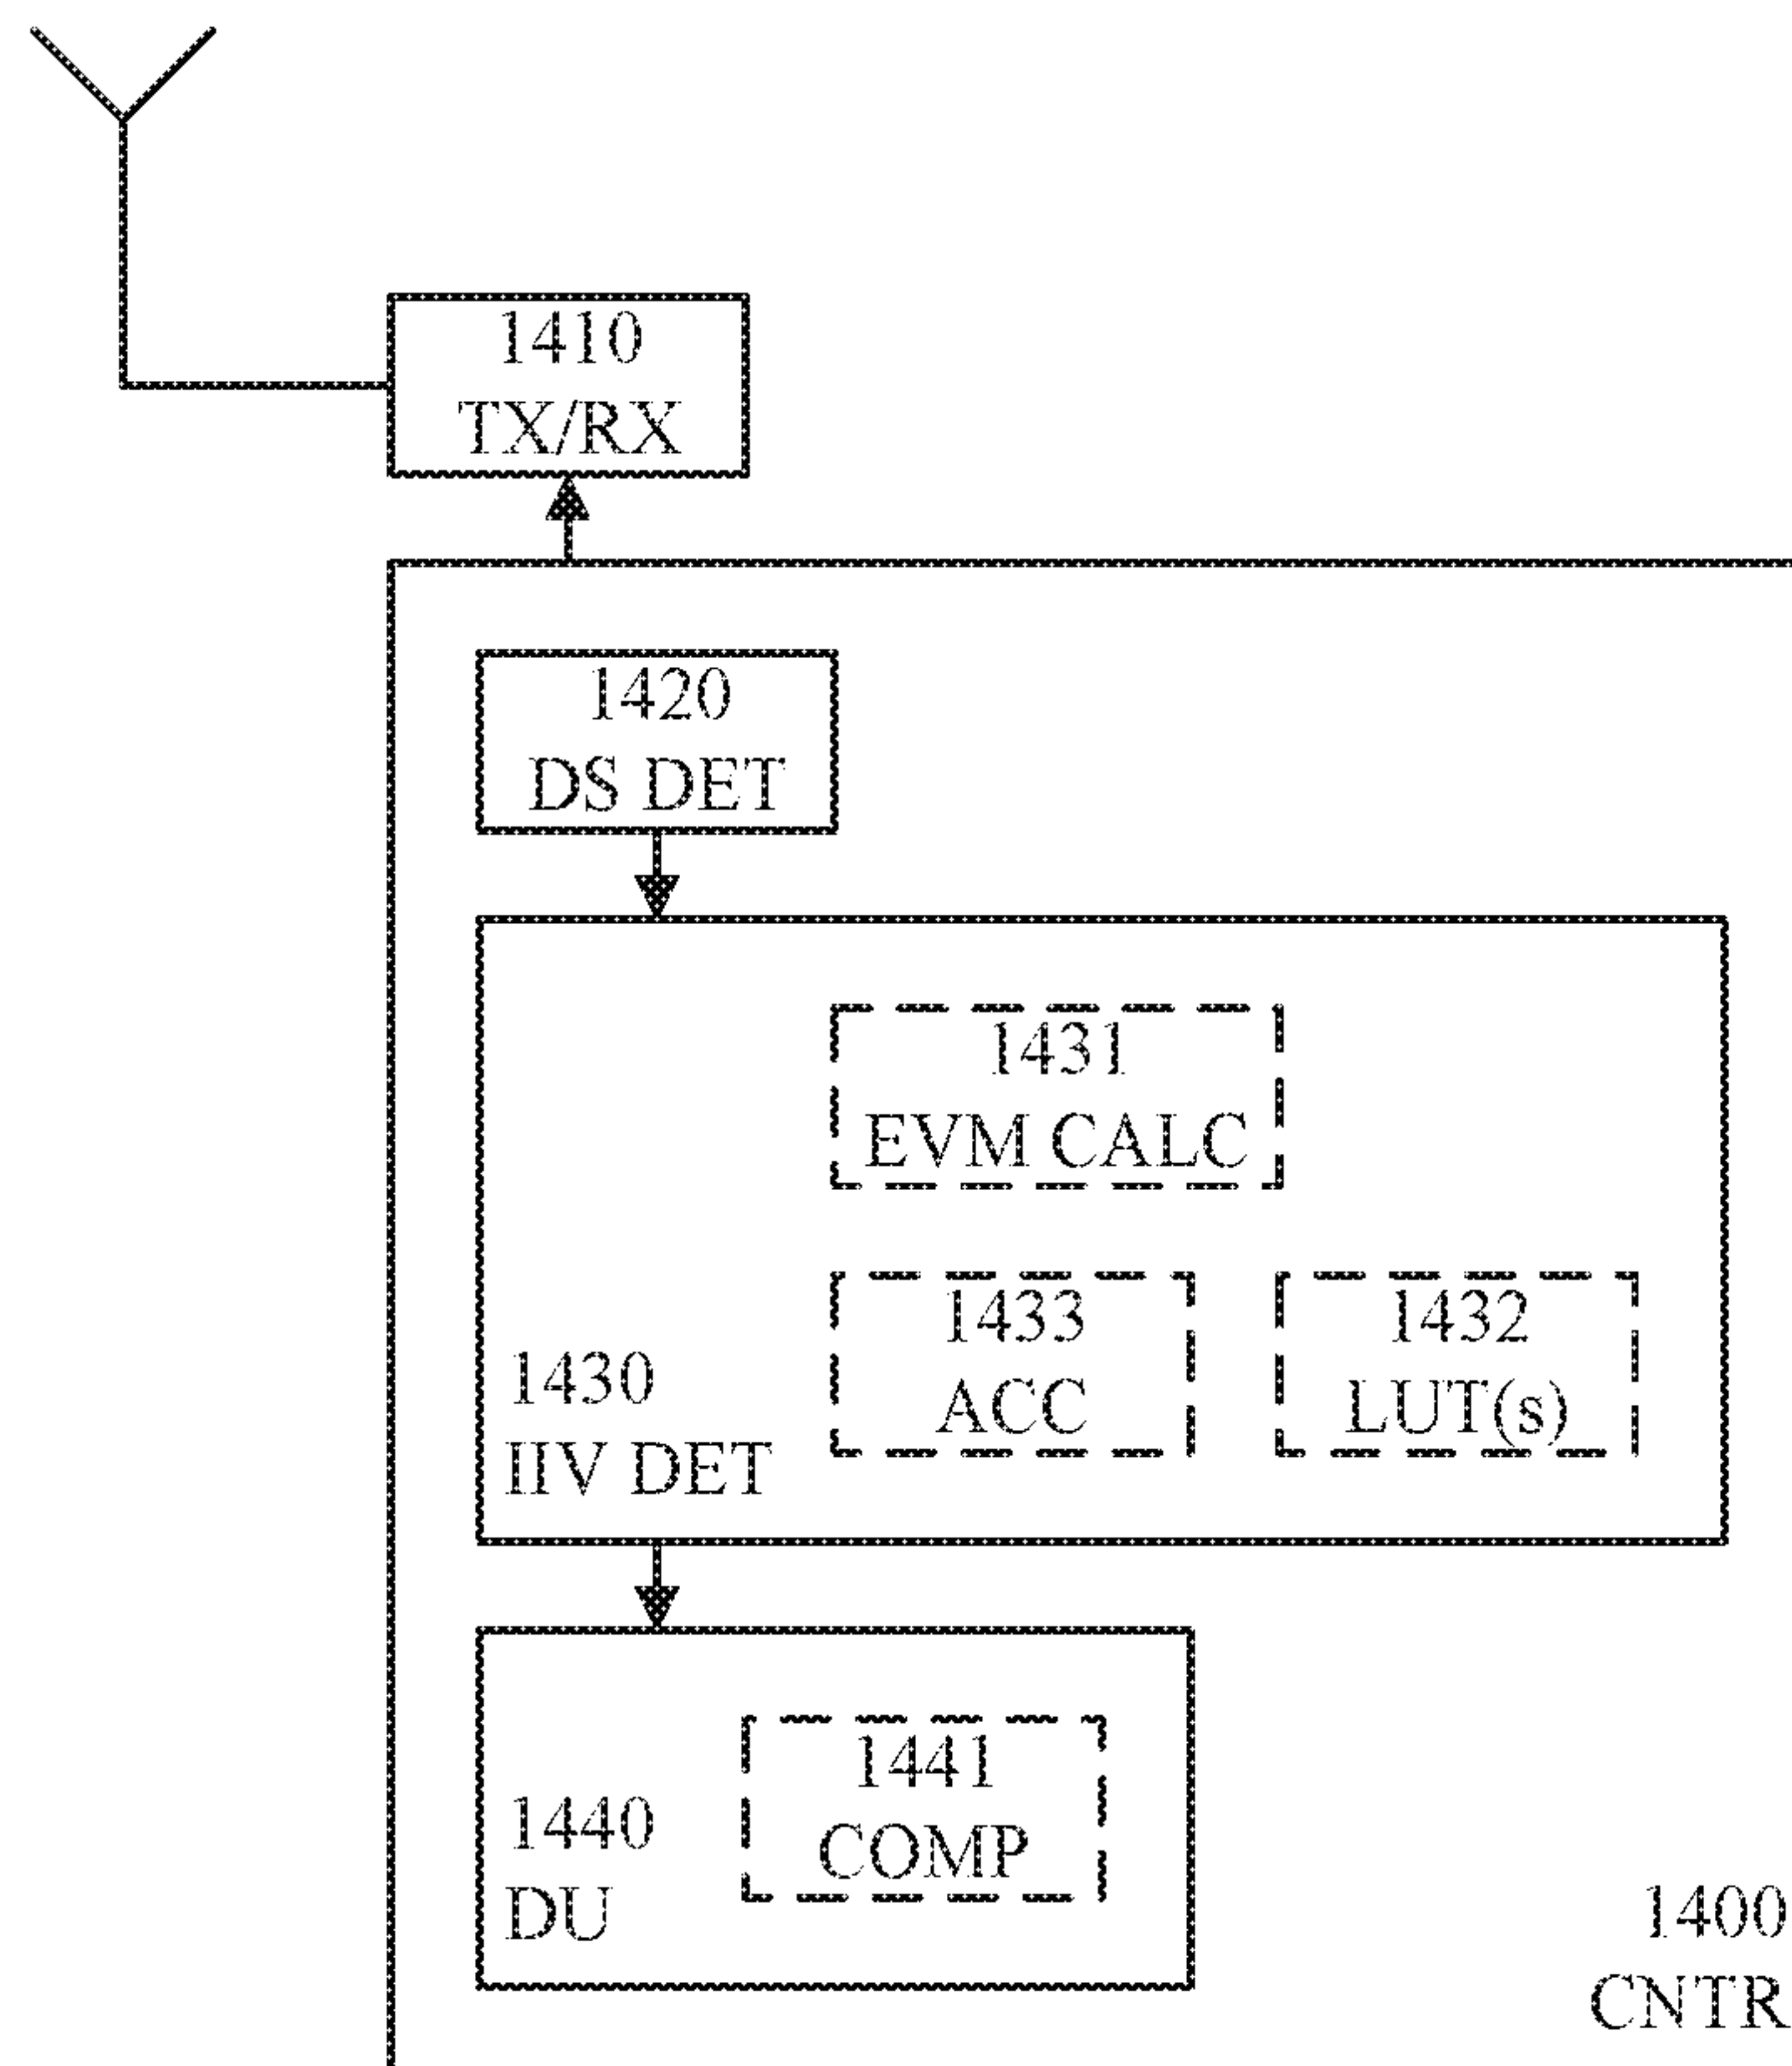 1410
TX/RX
1420
DS DET
1431
EVM CALC
1433
ACC
1432
LUT(s)
1430
IIV DET
1441
COMP
1440
DU
1400
CNTR